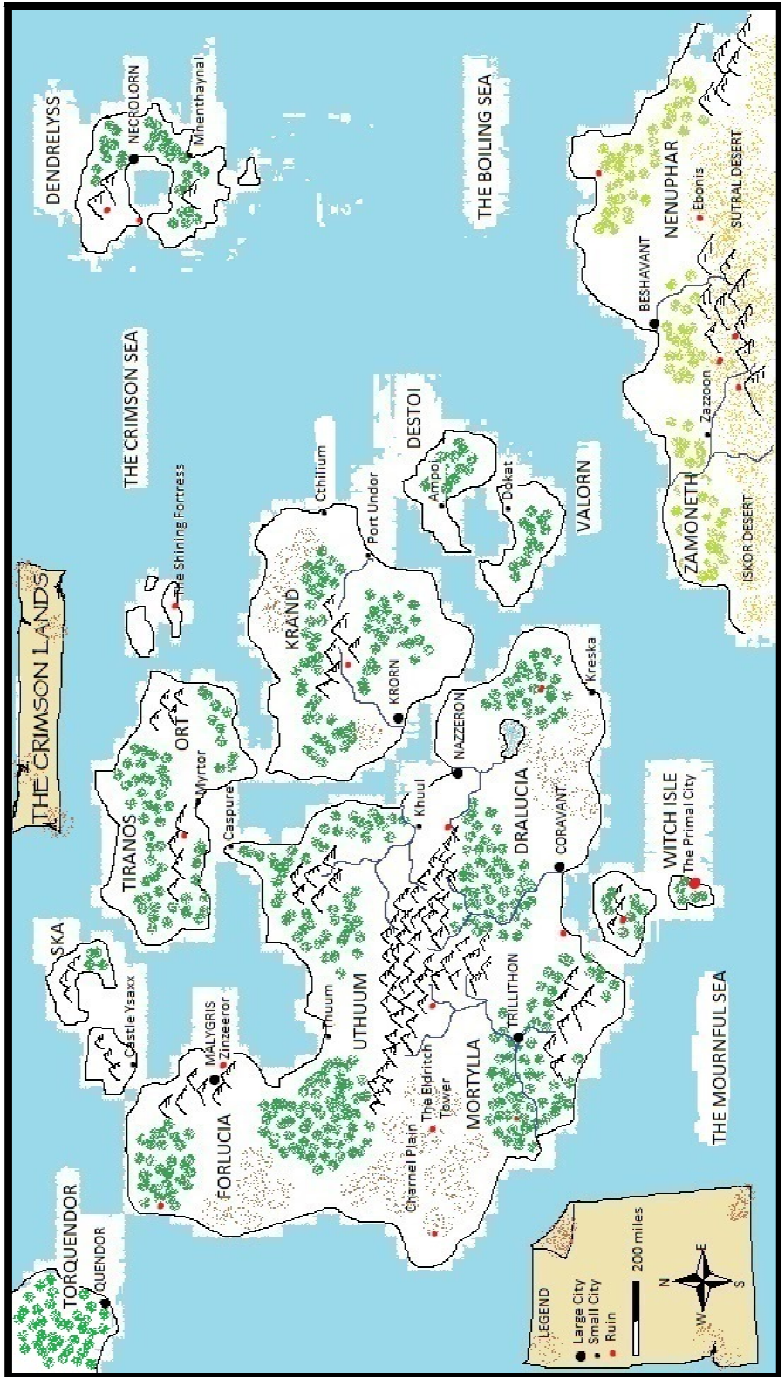 THE CRIMSON LANDS
TORQUENDOR
QUENDOR
SKA
Castle Ysaxx
FORLUCIA
MALYGRIS
Zinzeeror
TIRANOS
ORT
Myrtor
Caspure
The Shining Fortress
THE CRIMSON SEA
DENDRELYSS
NECROLORN
Mnenthaynal
UTHUUM
Thuum
KRAND
Cthilium
Port Undor
KRORN
Khuul
NAZZERON
Charnel Plain
The Eldritch
Tower
MORTYLLA
TRILLITHON
DRALUCIA
CORAVANT
Kreska
DESTOI
Ampoi
Dokat
VALORN
THE BOILING SEA
WITCH ISLE
The Primal City
THE MOURNFUL SEA
BESHAVANT
NENUPHAR
Ebonis
SUTRAL DESERT
Zazzoon
ZAMONETH
ISKOR DESERT
LEGEND
Large City
Small City
Ruin
200 miles
N
W
E
S